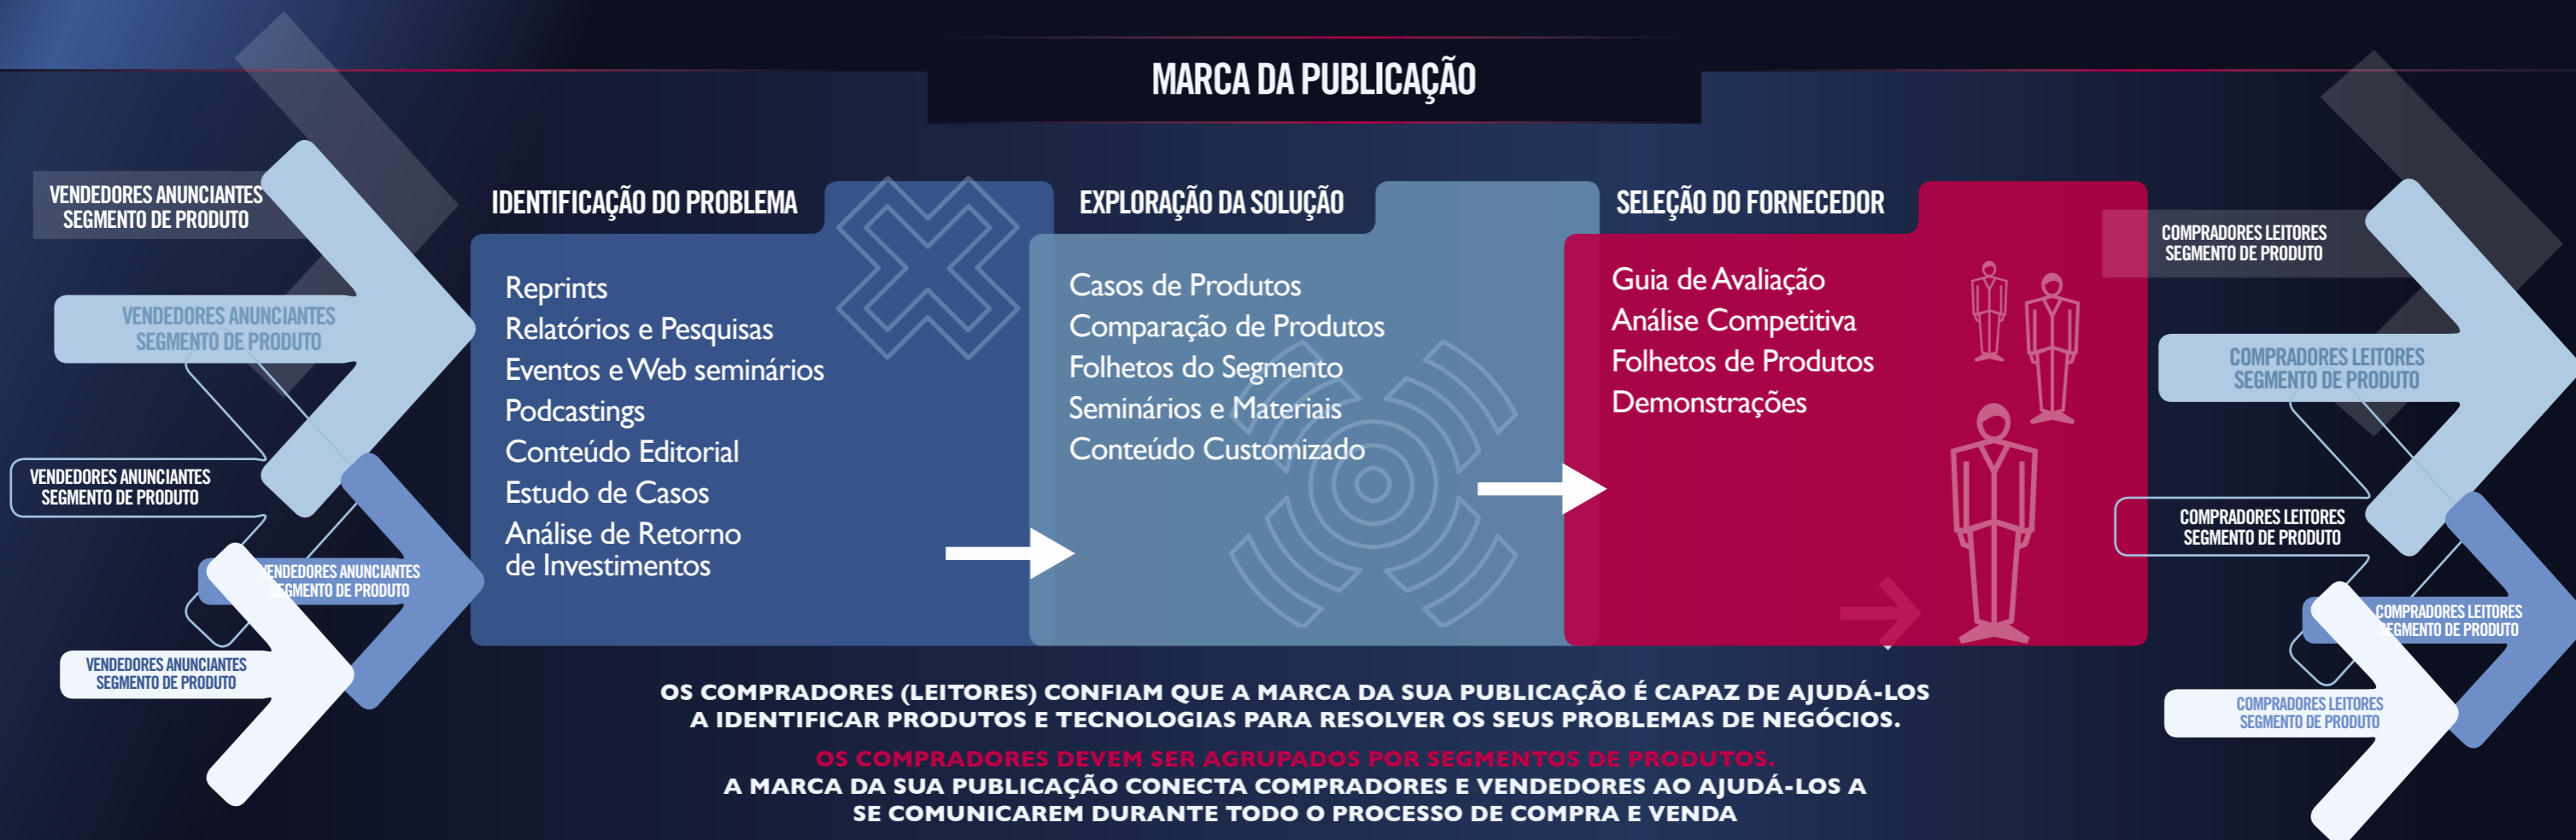 MARCA DA PUBLICAÇÃO
VENDEDORES ANUNCIANTES
SEGMENTO DE PRODUTO
VENDEDORES ANUNCIANTES
SEGMENTO DE PRODUTO
VENDEDORES ANUNCIANTES
SEGMENTO DE PRODUTO
VENDEDORES ANUNCIANTES
SEGMENTO DE PRODUTO
VENDEDORES ANUNCIANTES
SEGMENTO DE PRODUTO
IDENTIFICAÇÃO DO PROBLEMA
Reprints
Relatórios e Pesquisas
Eventos e Web seminários
Podcastings
Conteúdo Editorial
Estudo de Casos
Análise de Retorno
de Investimentos
EXPLORAÇÃO DA SOLUÇÃO
Casos de Produtos
Comparação de Produtos
Folhetos do Segmento
Seminários e Materiais
Conteúdo Customizado
SELEÇÃO DO FORNECEDOR
Guia de Avaliação
Análise Competitiva
Folhetos de Produtos
Demonstrações
COMPRADORES LEITORES
SEGMENTO DE PRODUTO
COMPRADORES LEITORES
SEGMENTO DE PRODUTO
COMPRADORES LEITORES
SEGMENTO DE PRODUTO
COMPRADORES LEITORES
SEGMENTO DE PRODUTO
COMPRADORES LEITORES
SEGMENTO DE PRODUTO
OS COMPRADORES (LEITORES) CONFIAM QUE A MARCA DA SUA PUBLICAÇÃO É CAPAZ DE AJUDÁ-LOS
A IDENTIFICAR PRODUTOS E TECNOLOGIAS PARA RESOLVER OS SEUS PROBLEMAS DE NEGÓCIOS.
OS COMPRADORES DEVEM SER AGRUPADOS POR SEGMENTOS DE PRODUTOS.
A MARCA DA SUA PUBLICAÇÃO CONECTA COMPRADORES E VENDEDORES AO AJUDÁ-LOS A
SE COMUNICAREM DURANTE TODO O PROCESSO DE COMPRA E VENDA